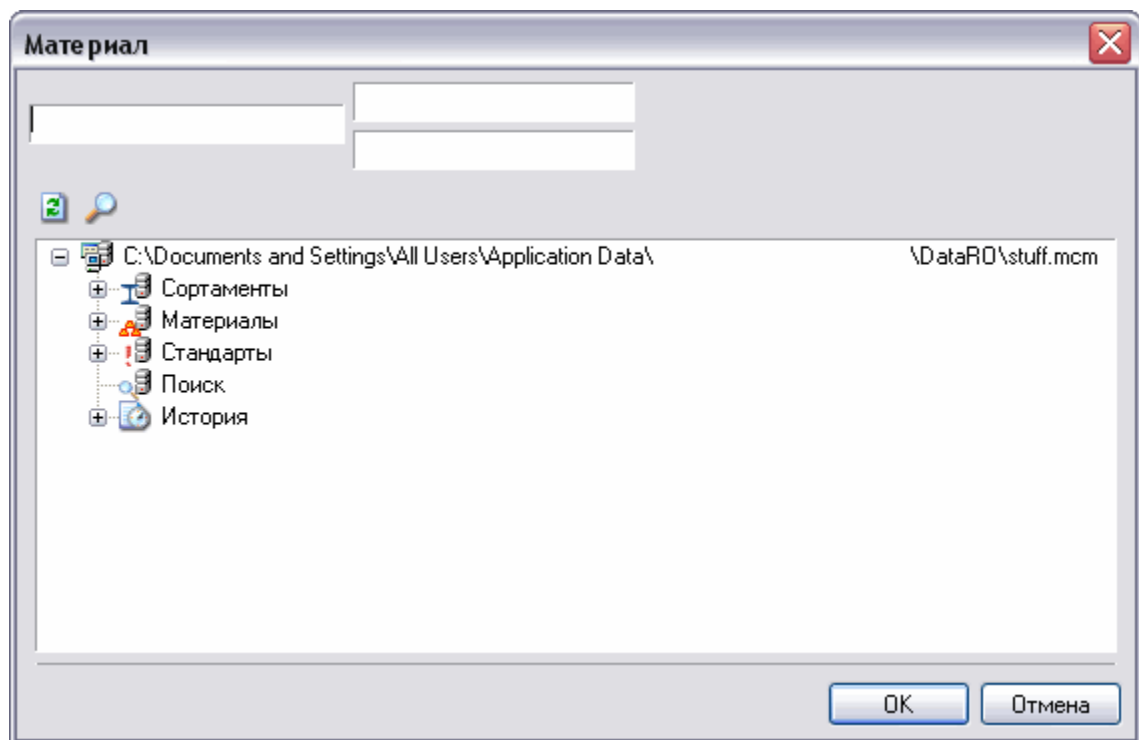 Материал
C:\Documents and Settings\All Users\Application Data\ \DataRO\stuff.mcm
Сортаменты
Материалы
Стандарты
Поиск
История
OK Отмена